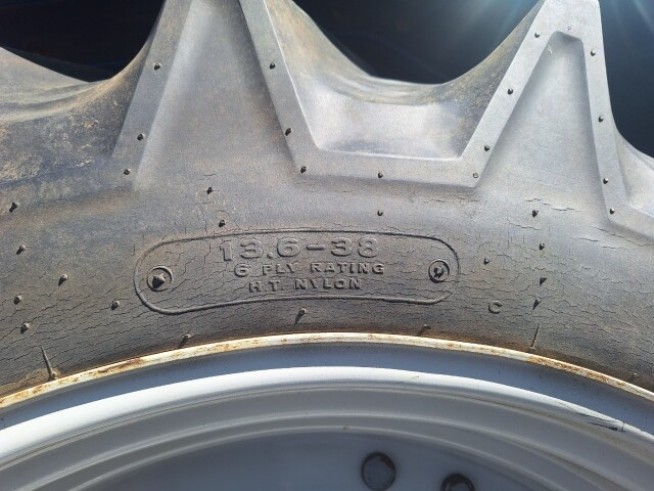 13.6-38
6 PLY RATING
H.T. NYLON
C